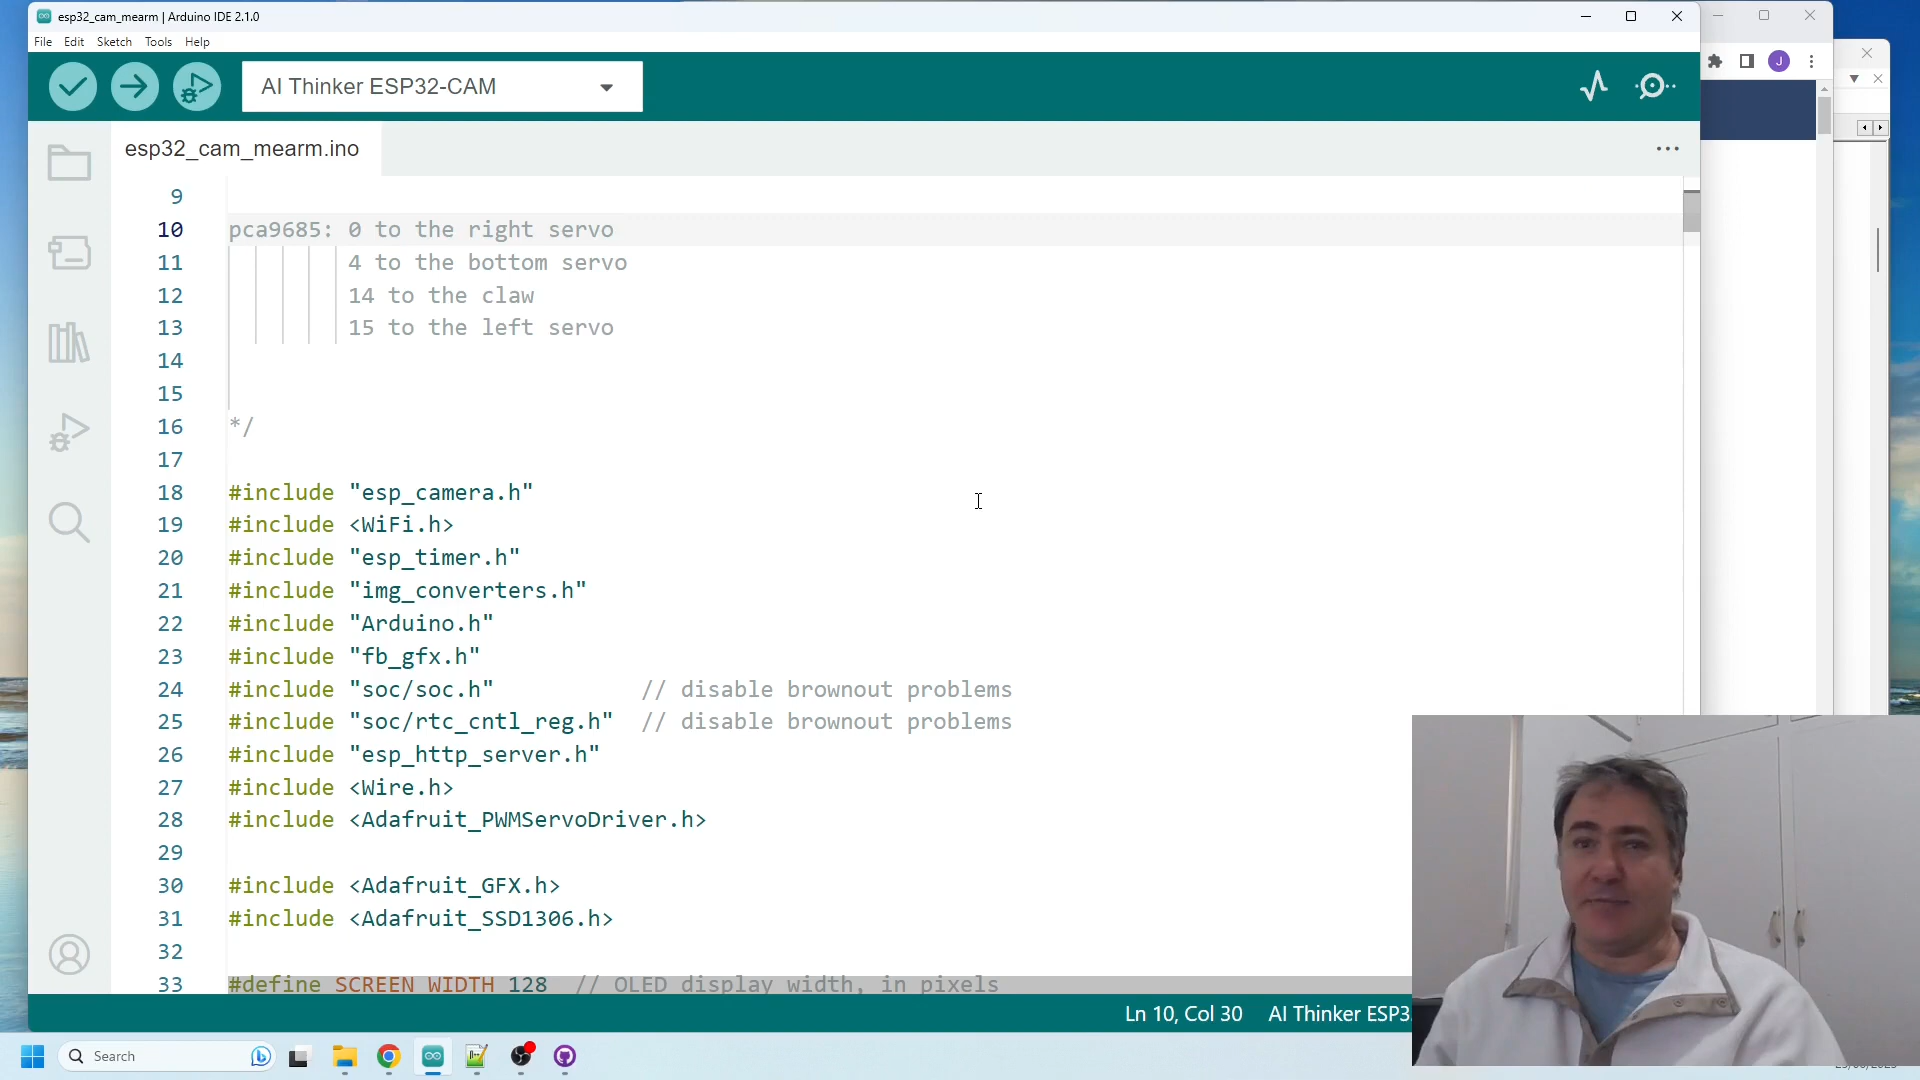 esp32_cam_mearm | Arduino IDE 2.1.0
File Edit Sketch Tools Help
AI Thinker ESP32-CAM
J
esp32_cam_mearm.ino
9
10 pca9685: 0 to the right servo
11 4 to the bottom servo
12 14 to the claw
13 15 to the left servo
14
15
16 */
17
18 #include "esp_camera.h"
19 #include <WiFi.h>
20 #include "esp_timer.h"
21 #include "img_converters.h"
22 #include "Arduino.h"
23 #include "fb_gfx.h"
24 #include "soc/soc.h" // disable brownout problems
25 #include "soc/rtc_cntl_reg.h" // disable brownout problems
26 #include "esp_http_server.h"
27 #include <Wire.h>
28 #include <Adafruit_PWMServoDriver.h>
29
30 #include <Adafruit_GFX.h>
31 #include <Adafruit_SSD1306.h>
32
33 #define SCREEN_WIDTH 128 // OLED display width, in pixels
Ln 10, Col 30 AI Thinker ESP3
Search